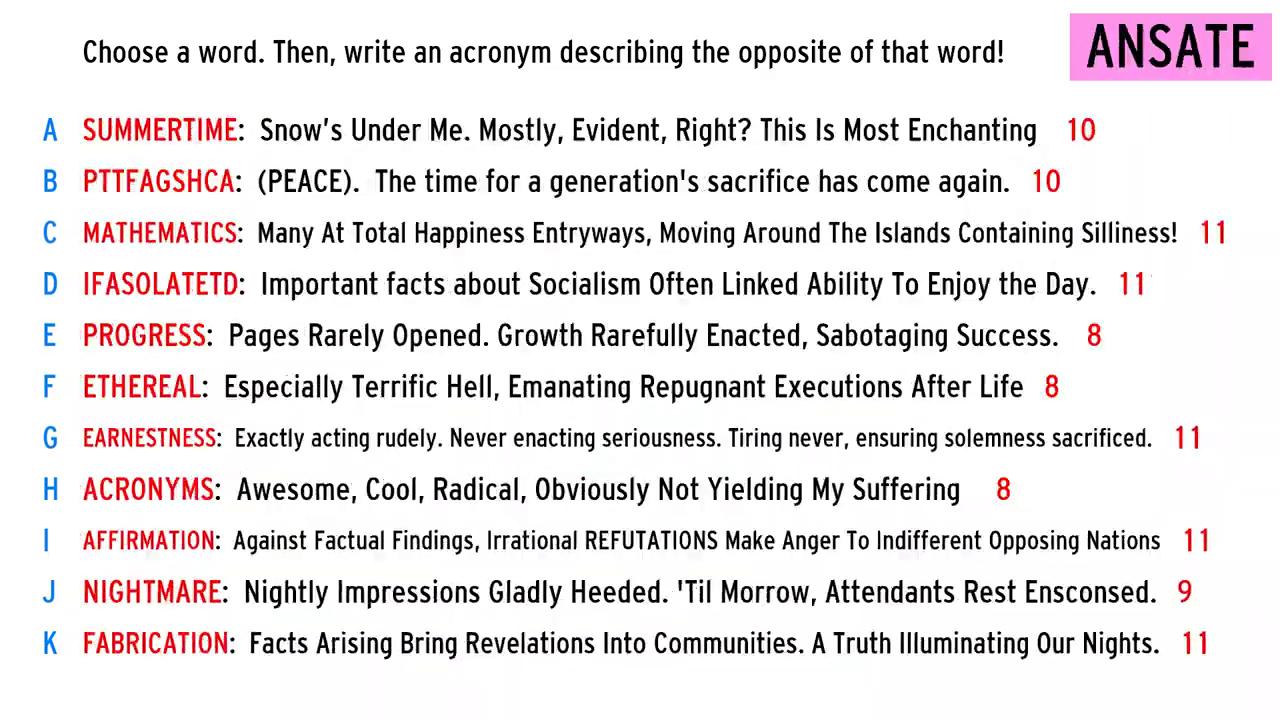 Choose a word. Then, write an acronym describing the opposite of that word!
ANSATE
A SUMMERTIME: Snow's Under Me. Mostly, Evident, Right? This Is Most Enchanting 10
B PTTFAGSHCA: (PEACE). The time for a generation's sacrifice has come again. 10
C MATHEMATICS: Many At Total Happiness Entryways, Moving Around The Islands Containing Silliness! 11
D IFASOLATETD: Important facts about Socialism Often Linked Ability To Enjoy the Day. 11
E PROGRESS: Pages Rarely Opened. Growth Rarefully Enacted, Sabotaging Success. 8
F ETHEREAL: Especially Terrific Hell, Emanating Repugnant Executions After Life 8
G EARNESTNESS: Exactly acting rudely. Never enacting seriousness. Tiring never, ensuring solemness sacrificed. 11
H ACRONYMS: Awesome, Cool, Radical, Obviously Not Yielding My Suffering 8
I AFFIRMATION: Against Factual Findings, Irrational REFUTATIONS Make Anger To Indifferent Opposing Nations 11
J NIGHTMARE: Nightly Impressions Gladly Heeded. 'Til Morrow, Attendants Rest Ensconsed. 9
K FABRICATION: Facts Arising Bring Revelations Into Communities. A Truth Illuminating Our Nights. 11